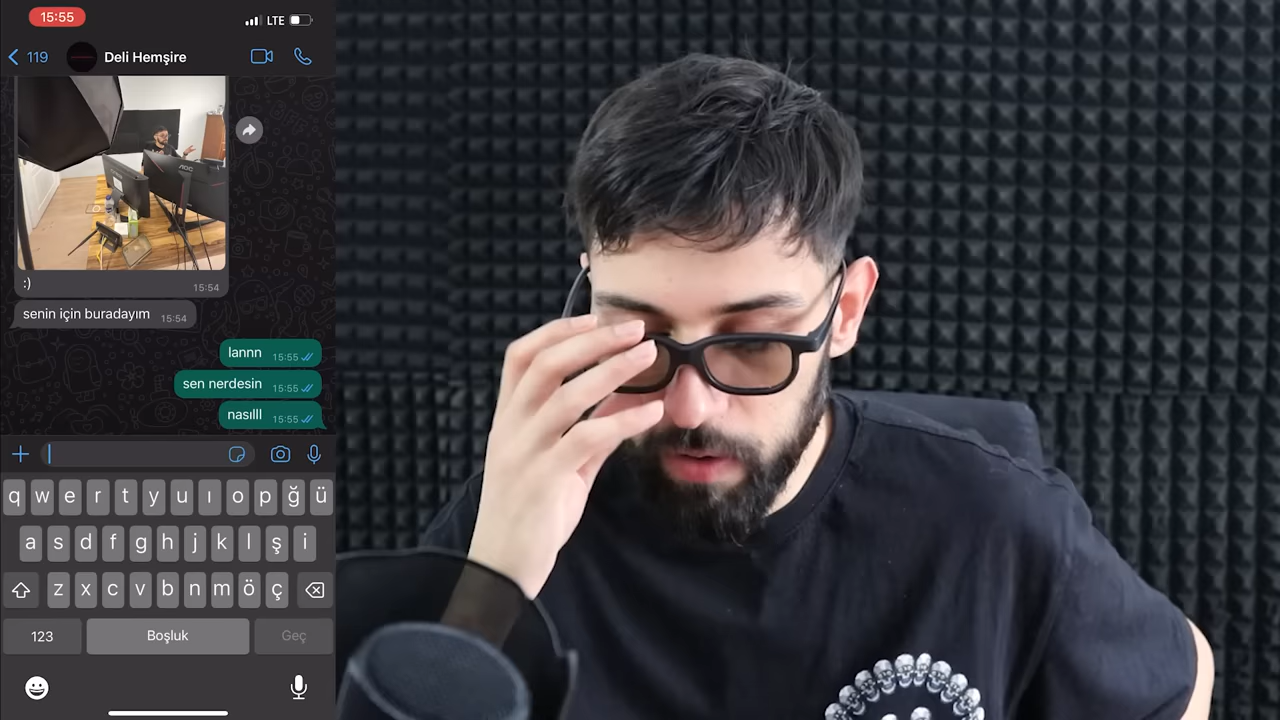 15:55
LTE
119
Deli Hemşire
AOC
:)
15:54
senin için buradayım 15:54
lannn 15:55
sen nerdesin 15:55
nasılll 15:55
q w e r t y u ı o p ğ ü
a s d f g h j k l ş i
z x c v b n m ö ç
123 Boşluk Geç